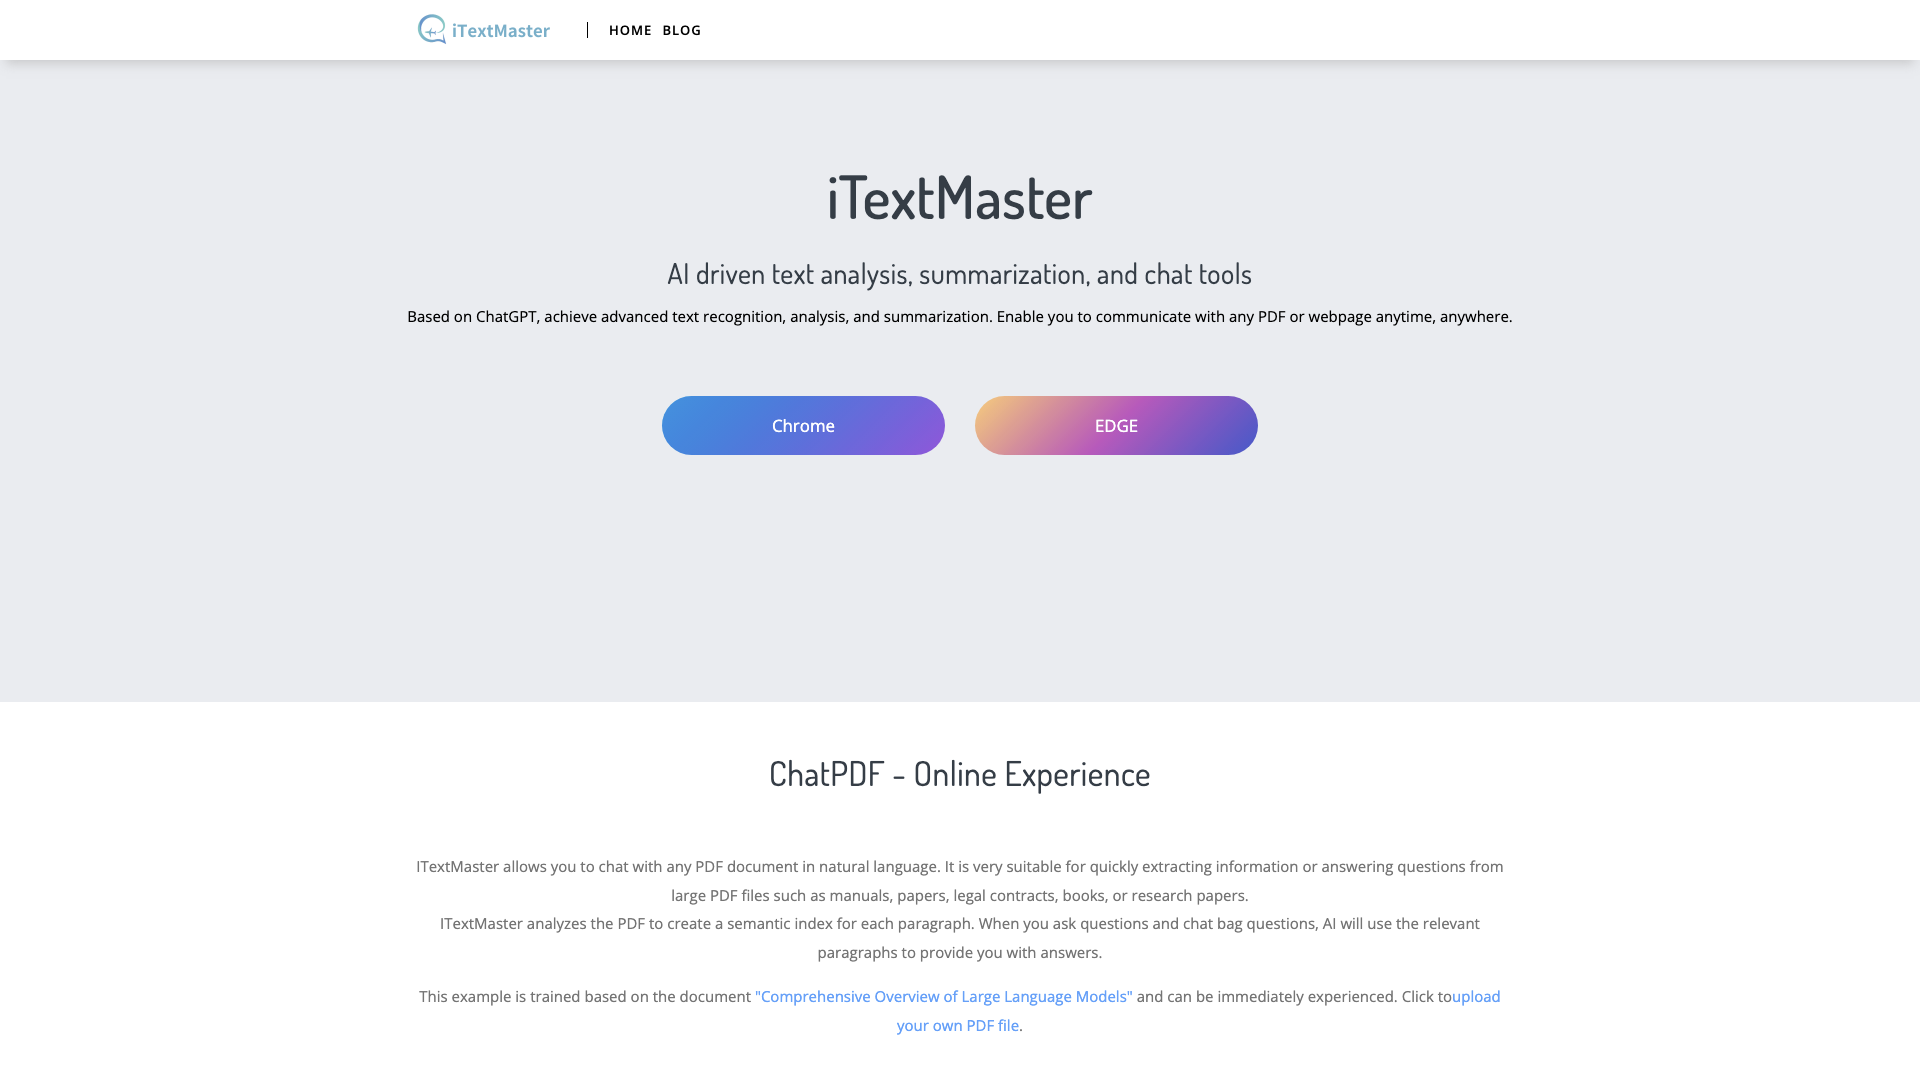 iTextMaster
HOME BLOG
iTextMaster
AI driven text analysis, summarization, and chat tools
Based on ChatGPT, achieve advanced text recognition, analysis, and summarization. Enable you to communicate with any PDF or webpage anytime, anywhere.
Chrome
EDGE
ChatPDF - Online Experience
ITextMaster allows you to chat with any PDF document in natural language. It is very suitable for quickly extracting information or answering questions from
large PDF files such as manuals, papers, legal contracts, books, or research papers.
ITextMaster analyzes the PDF to create a semantic index for each paragraph. When you ask questions and chat bag questions, AI will use the relevant
paragraphs to provide you with answers.
This example is trained based on the document "Comprehensive Overview of Large Language Models" and can be immediately experienced. Click toupload
your own PDF file.